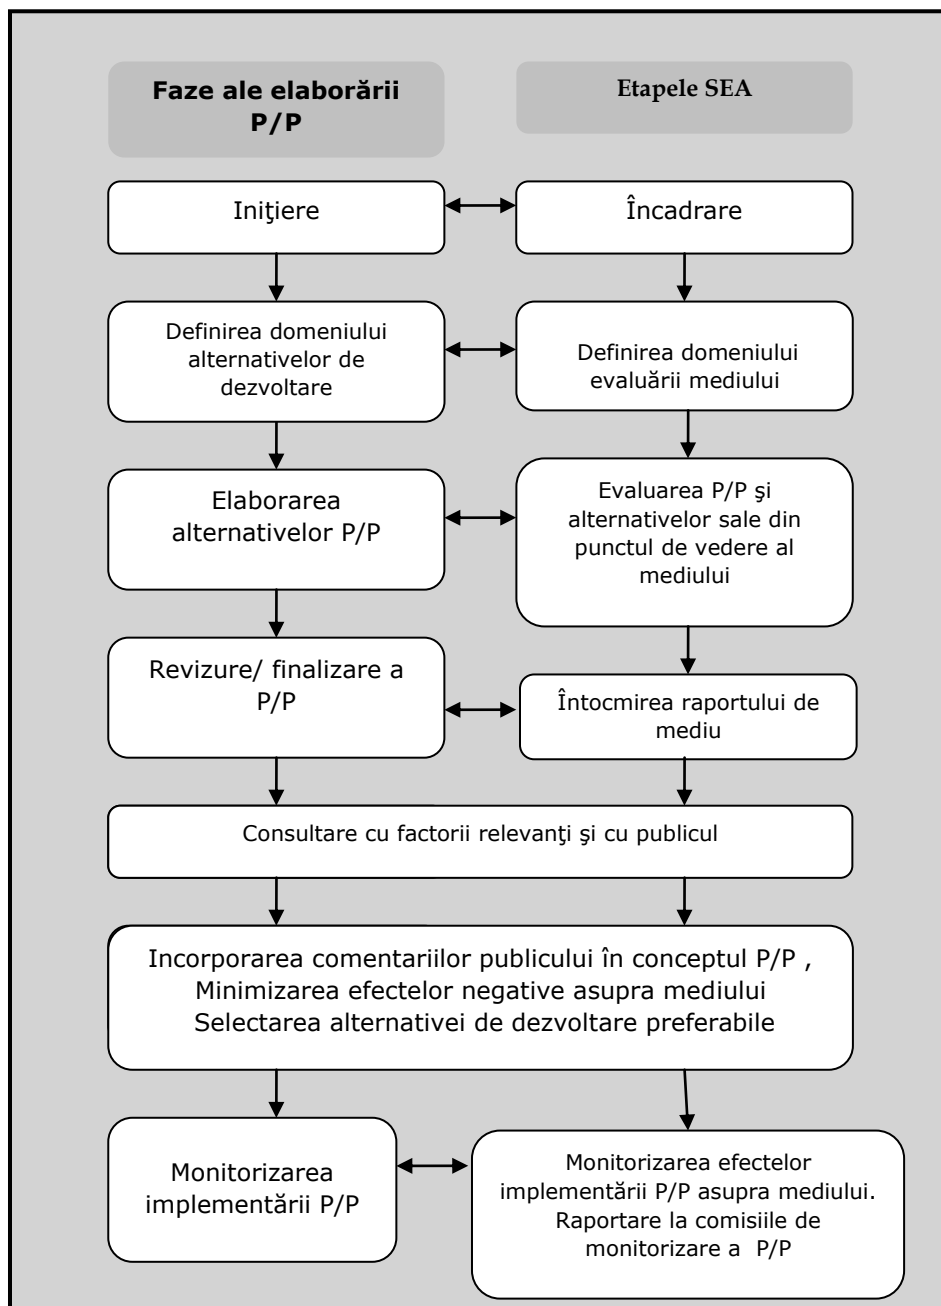 Faze ale elaborării
P/P
Etapele SEA
Iniţiere
Încadrare
Definirea domeniului
alternativelor de
dezvoltare
Definirea domeniului
evaluării mediului
Elaborarea
alternativelor P/P
Evaluarea P/P şi
alternativelor sale din
punctul de vedere al
mediului
Revizure/ finalizare a
P/P
Întocmirea raportului de
mediu
Consultare cu factorii relevanţi şi cu publicul
Incorporarea comentariilor publicului în conceptul P/P ,
Minimizarea efectelor negative asupra mediului
Selectarea alternativei de dezvoltare preferabile
Monitorizarea
implementării P/P
Monitorizarea efectelor
implementării P/P asupra mediului.
Raportare la comisiile de
monitorizare a P/P